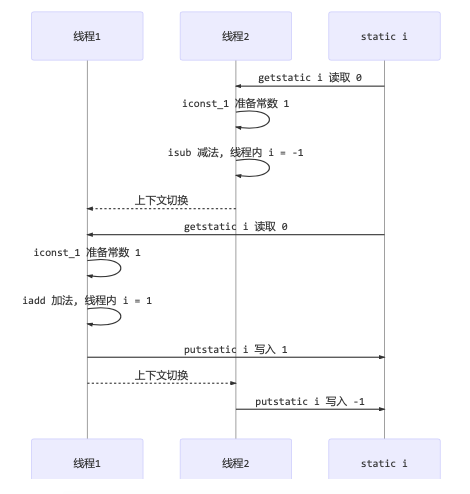 线程1
线程2
static i
getstatic i 读取 0
iconst_1 准备常数 1
isub 减法, 线程内 i = -1
上下文切换
getstatic i 读取 0
iconst_1 准备常数 1
iadd 加法, 线程内 i = 1
putstatic i 写入 1
上下文切换
putstatic i 写入 -1
线程1
线程2
static i